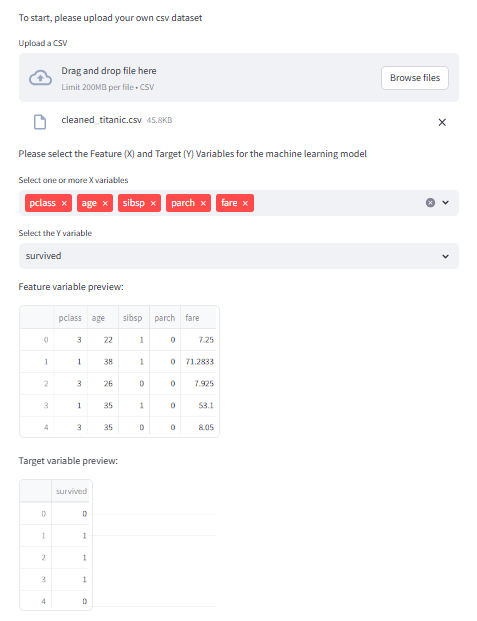 To start, please upload your own csv dataset
Upload a CSV
Drag and drop file here
Limit 200MB per file • CSV
Browse files
cleaned_titanic.csv 45.8KB
Please select the Feature (X) and Target (Y) Variables for the machine learning model
Select one or more X variables
pclass × age × sibsp × parch × fare ×
Select the Y variable
survived
Feature variable preview:
pclass age sibsp parch fare
0 3 22 1 0 7.25
1 1 38 1 0 71.2833
2 3 26 0 0 7.925
3 1 35 1 0 53.1
4 3 35 0 0 8.05
Target variable preview:
survived
0 0
1 1
2 1
3 1
4 0